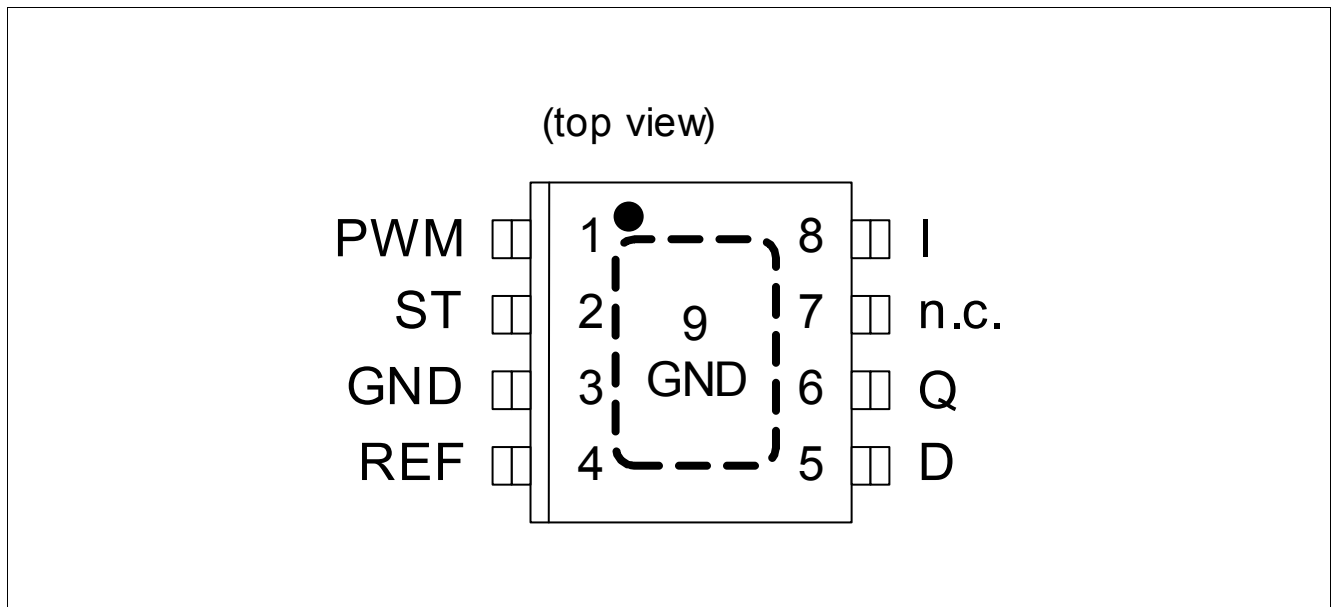 (top view)
PWM 1 8 I
ST 2 7 n.c.
9
GND 3 GND 6 Q
REF 4 5 D